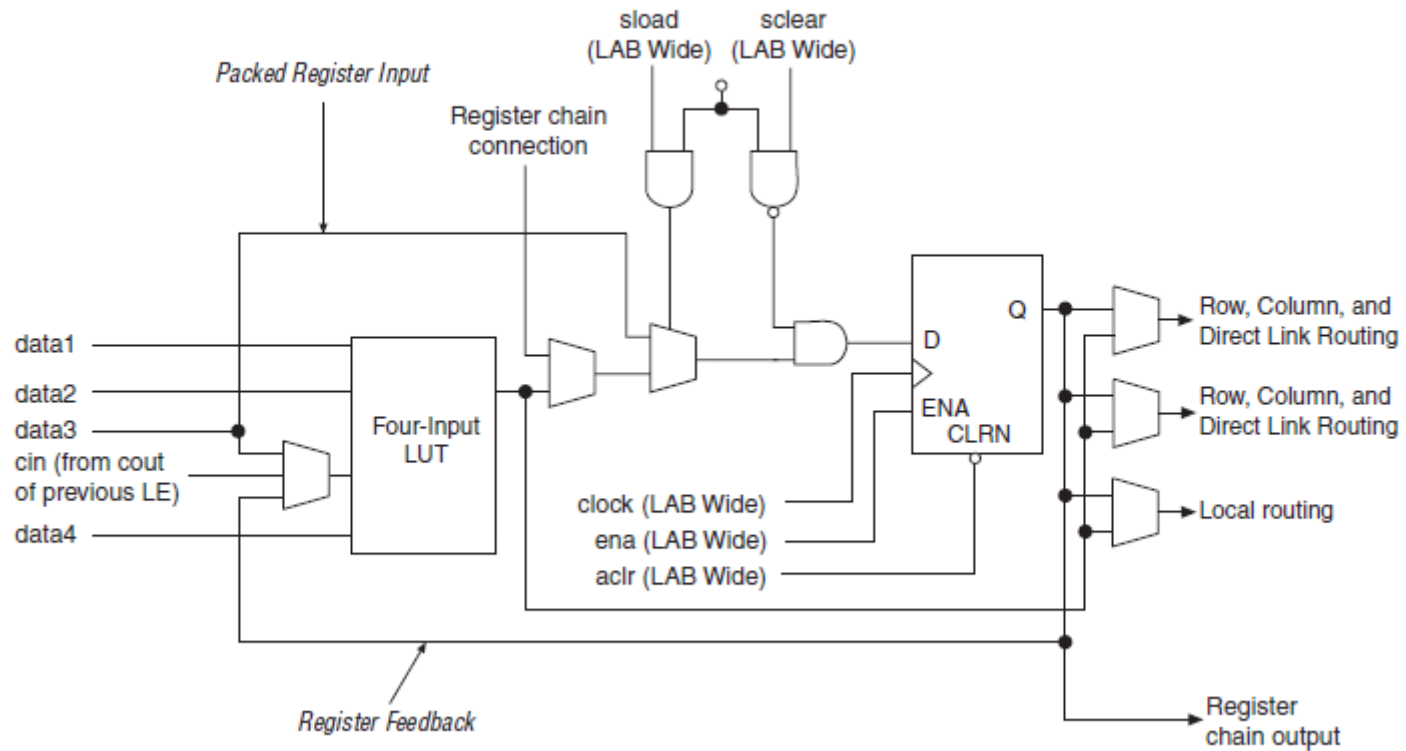 sload
(LAB Wide)
sclear
(LAB Wide)
Packed Register Input
Register chain
connection
data1
data2
data3
cin (from cout
of previous LE)
data4
Four-Input
LUT
D
Q
ENA
CLRN
clock (LAB Wide)
ena (LAB Wide)
aclr (LAB Wide)
Row, Column, and
Direct Link Routing
Row, Column, and
Direct Link Routing
Local routing
Register Feedback
Register
chain output